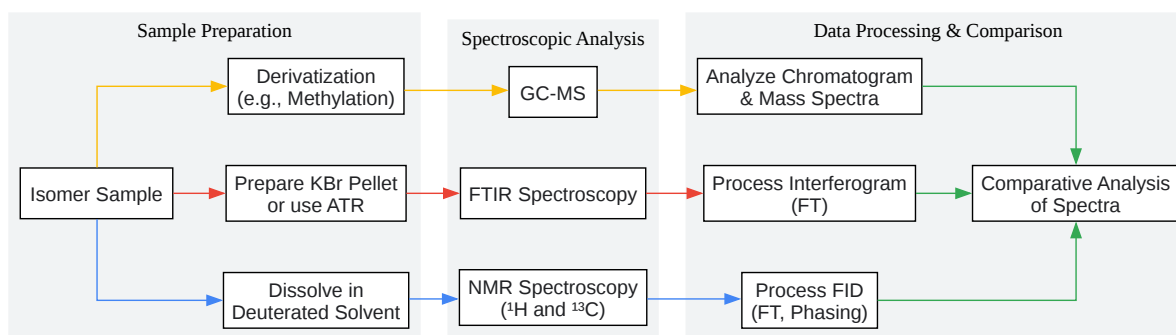 Sample Preparation
Spectroscopic Analysis
Data Processing & Comparison
Derivatization
(e.g., Methylation)
GC-MS
Analyze Chromatogram
& Mass Spectra
Isomer Sample
Prepare KBr Pellet
or use ATR
FTIR Spectroscopy
Process Interferogram
(FT)
Comparative Analysis
of Spectra
Dissolve in
Deuterated Solvent
NMR Spectroscopy
(¹H and ¹³C)
Process FID
(FT, Phasing)